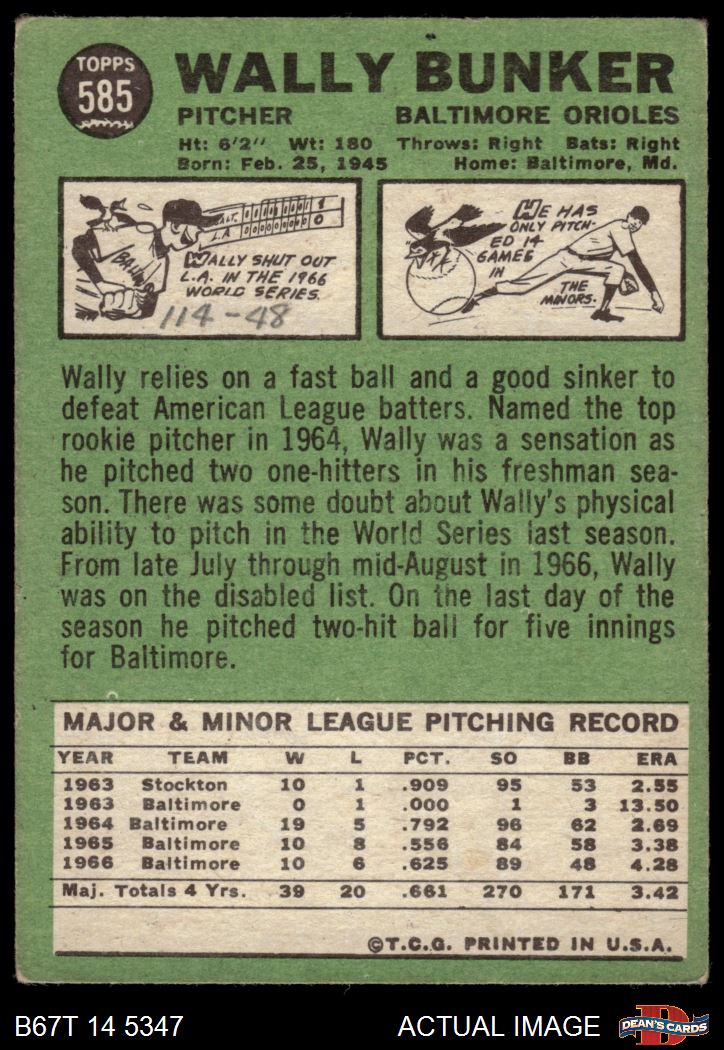 TOPPS
585
WALLY BUNKER
PITCHER BALTIMORE ORIOLES
Ht: 6'2" Wt: 180 Throws: Right Bats: Right
Born: Feb. 25, 1945 Home: Baltimore, Md.
BALT.
L.A.
BALT.
WALLY SHUT OUT
L.A. IN THE 1966
WORLD SERIES.
114-48
HE HAS
ONLY PITCH-
ED 14
GAMES
IN
THE
MINORS.
Wally relies on a fast ball and a good sinker to
defeat American League batters. Named the top
rookie pitcher in 1964, Wally was a sensation as
he pitched two one-hitters in his freshman sea-
son. There was some doubt about Wally's physical
ability to pitch in the World Series last season.
From late July through mid-August in 1966, Wally
was on the disabled list. On the last day of the
season he pitched two-hit ball for five innings
for Baltimore.
MAJOR & MINOR LEAGUE PITCHING RECORD
YEAR TEAM W L PCT. SO BB ERA
1963 Stockton 10 1 .909 95 53 2.55
1963 Baltimore 0 1 .000 1 3 13.50
1964 Baltimore 19 5 .792 96 62 2.69
1965 Baltimore 10 8 .556 84 58 3.38
1966 Baltimore 10 6 .625 89 48 4.28
Maj. Totals 4 Yrs. 39 20 .661 270 171 3.42
©T.C.G. PRINTED IN U.S.A.
B67T 14 5347 ACTUAL IMAGE
D
DEAN'S CARDS